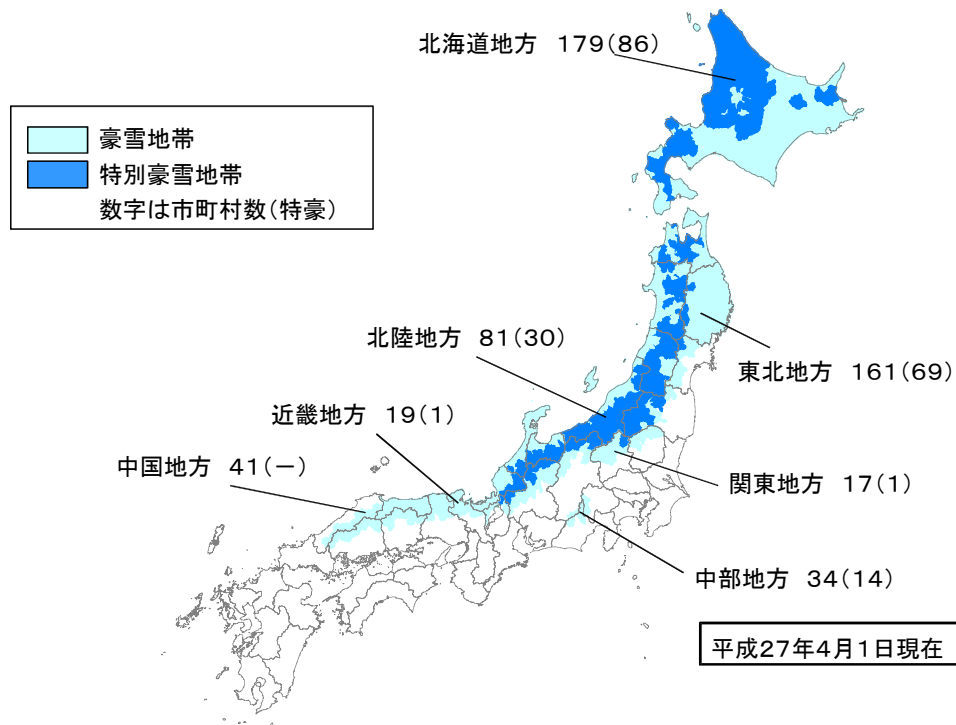 北海道地方 179(86)
豪雪地帯
特別豪雪地帯
数字は市町村数(特豪)
北陸地方 81(30)
東北地方 161(69)
近畿地方 19(1)
中国地方 41(－)
関東地方 17(1)
中部地方 34(14)
平成27年4月1日現在